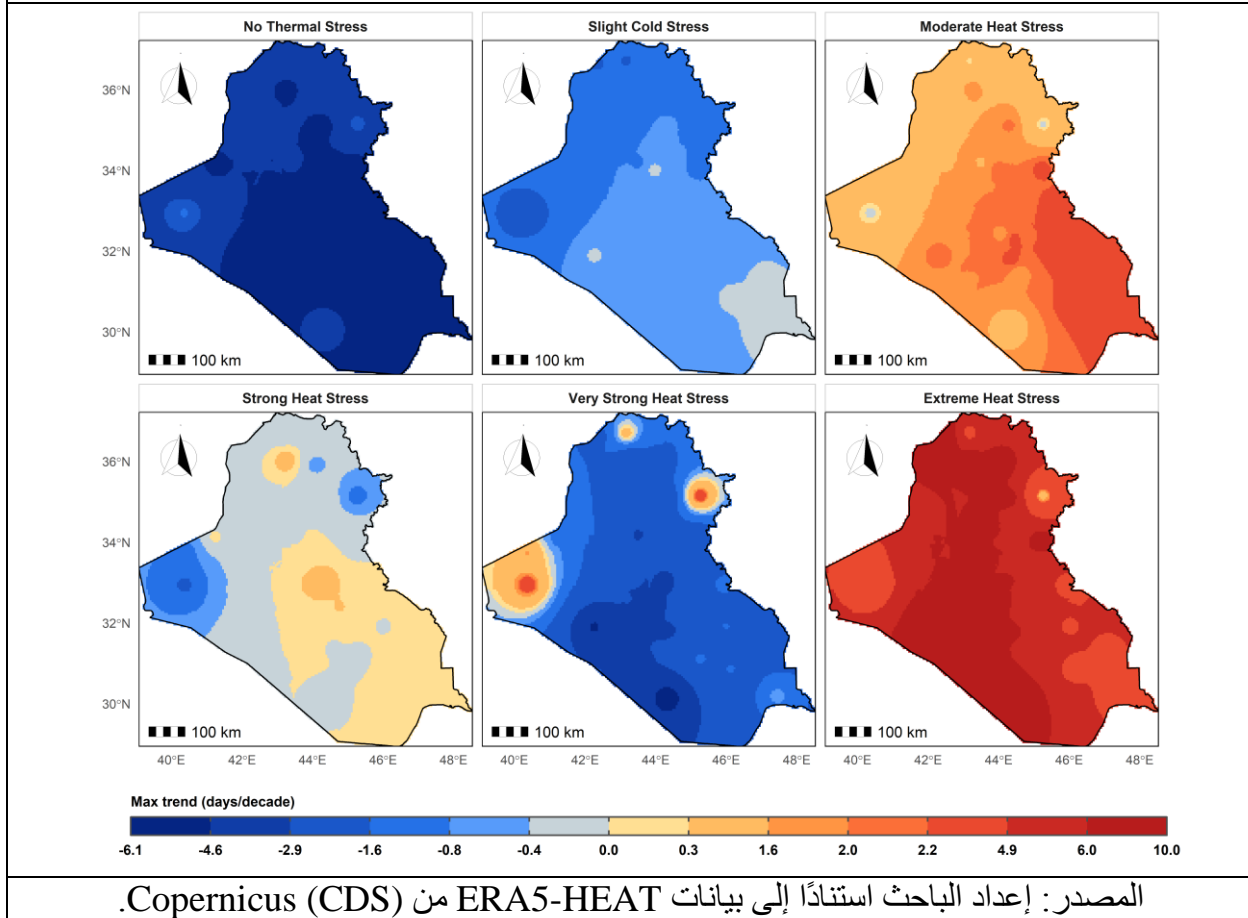 No Thermal Stress
Slight Cold Stress
Moderate Heat Stress
36°N
34°N
32°N
30°N
100 km
100 km
100 km
Strong Heat Stress
Very Strong Heat Stress
Extreme Heat Stress
36°N
34°N
32°N
30°N
100 km
100 km
100 km
40°E 42°E 44°E 46°E 48°E
40°E 42°E 44°E 46°E 48°E
40°E 42°E 44°E 46°E 48°E
Max trend (days/decade)
-6.1 -4.6 -2.9 -1.6 -0.8 -0.4 0.0 0.3 1.6 2.0 2.2 4.9 6.0 10.0
المصدر: إعداد الباحث استنادًا إلى بيانات ERA5-HEAT من Copernicus (CDS).